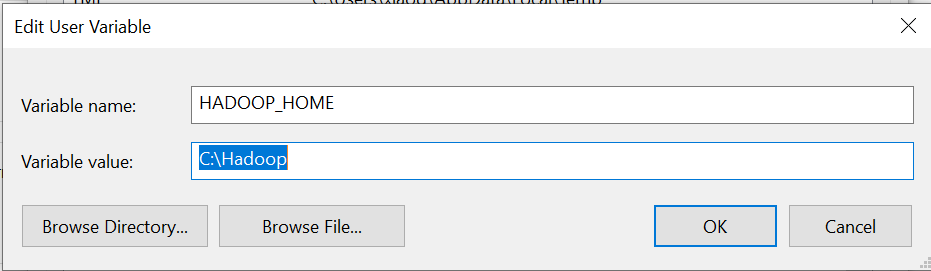 Edit User Variable
Variable name:
HADOOP_HOME
Variable value:
C:\Hadoop
Browse Directory...
Browse File...
OK
Cancel